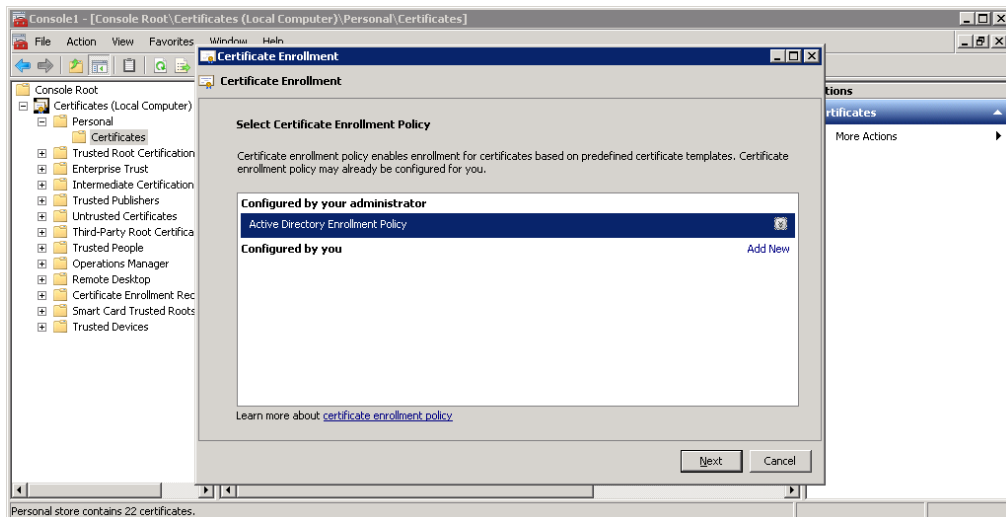 Console1 - [Console Root\Certificates (Local Computer)\Personal\Certificates]
File Action View Favorites Window Help
Certificate Enrollment
Certificate Enrollment
Console Root
Certificates (Local Computer)
Personal
Certificates
Trusted Root Certification
Enterprise Trust
Intermediate Certification
Trusted Publishers
Untrusted Certificates
Third-Party Root Certifica
Trusted People
Operations Manager
Remote Desktop
Certificate Enrollment Rec
Smart Card Trusted Roots
Trusted Devices
Select Certificate Enrollment Policy
Certificate enrollment policy enables enrollment for certificates based on predefined certificate templates. Certificate
enrollment policy may already be configured for you.
Configured by your administrator
Active Directory Enrollment Policy
Configured by you Add New
Learn more about certificate enrollment policy
Next Cancel
tions
rtificates
More Actions
Personal store contains 22 certificates.